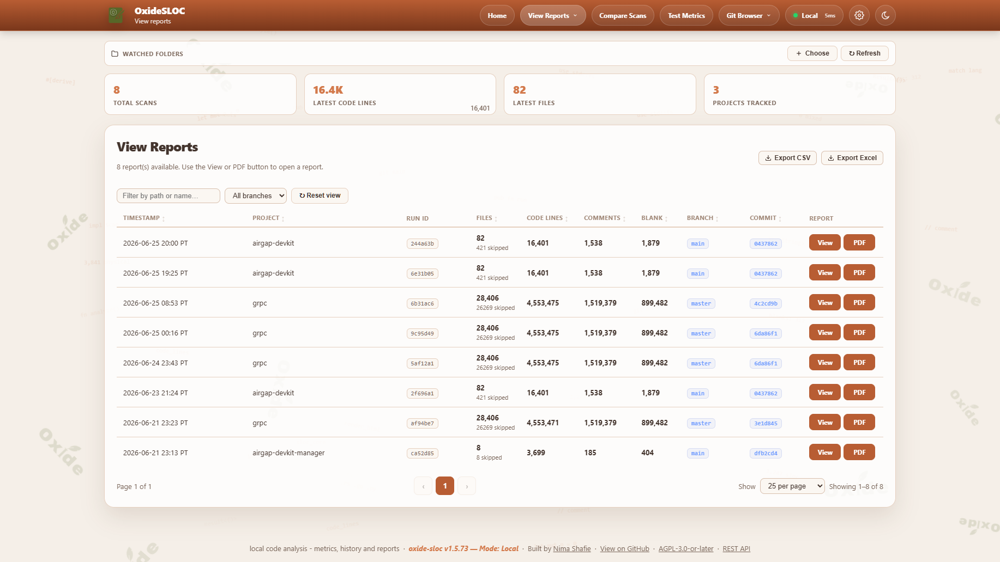 OxideSLOC
View reports
Home
View Reports
Compare Scans
Test Metrics
Git Browser
Local 5ms
WATCHED FOLDERS
+ Choose
↻ Refresh
8
TOTAL SCANS
16.4K
LATEST CODE LINES
16,401
82
LATEST FILES
3
PROJECTS TRACKED
View Reports
8 report(s) available. Use the View or PDF button to open a report.
Export CSV
Export Excel
Filter by path or name...
All branches
↻ Reset view
TIMESTAMP PROJECT RUN ID FILES CODE LINES COMMENTS BLANK BRANCH COMMIT REPORT
2026-06-25 20:00 PT airgap-devkit 244a63b 82 16,401 1,538 1,879 main 0437862 View PDF
421 skipped
2026-06-25 19:25 PT airgap-devkit 6e31b05 82 16,401 1,538 1,879 main 0437862 View PDF
421 skipped
2026-06-25 08:53 PT grpc 6b31ac6 28,406 4,553,475 1,519,379 899,482 master 4c2cd9b View PDF
26269 skipped
2026-06-25 00:16 PT grpc 9c95d49 28,406 4,553,475 1,519,379 899,482 master 6da86f1 View PDF
26269 skipped
2026-06-24 23:43 PT grpc 5af12a1 28,406 4,553,475 1,519,379 899,482 master 6da86f1 View PDF
26269 skipped
2026-06-23 21:24 PT airgap-devkit 2f696a1 82 16,401 1,538 1,879 main 0437862 View PDF
421 skipped
2026-06-21 23:23 PT grpc af94be7 28,406 4,553,471 1,519,379 899,482 master 3e1d845 View PDF
26269 skipped
2026-06-21 23:13 PT airgap-devkit-manager ca52d85 8 3,699 185 404 main dfb2cd4 View PDF
8 skipped
Page 1 of 1
‹ 1 ›
Show 25 per page Showing 1–8 of 8
local code analysis - metrics, history and reports · oxide-sloc v1.5.73 — Mode: Local · Built by Nima Shafie · View on GitHub · AGPL-3.0-or-later · REST API
#[derive]
match lang
// comment
// comment
oxide
oxide
oxide
oxide
oxide